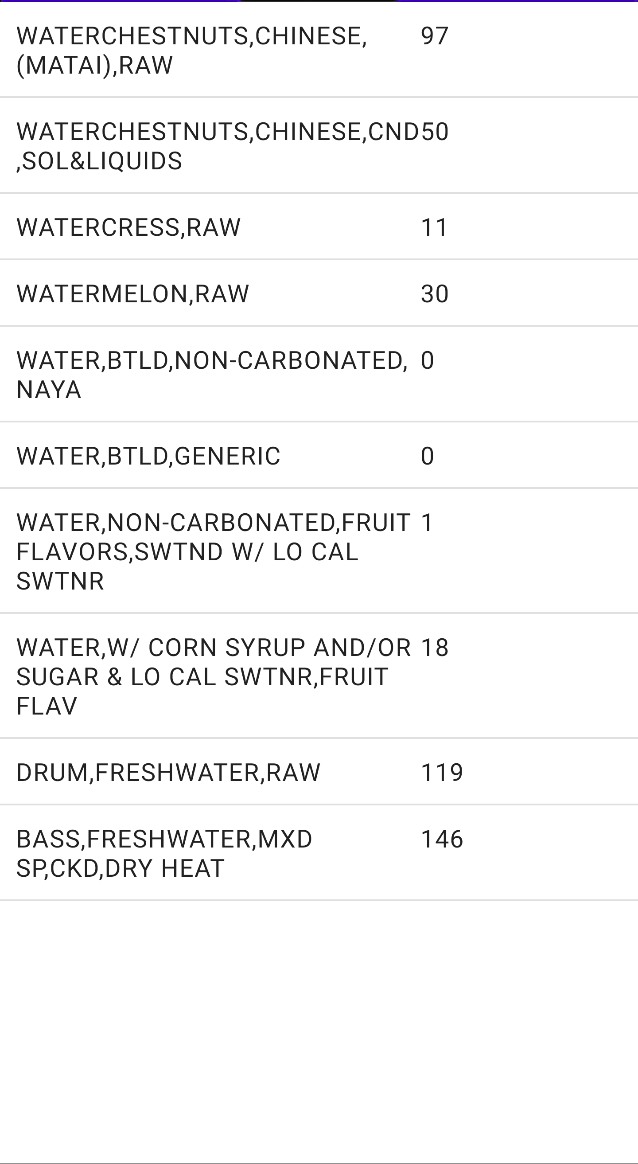 WATERCHESTNUTS,CHINESE, 97
(MATAI),RAW
WATERCHESTNUTS,CHINESE,CND50
,SOL&LIQUIDS
WATERCRESS,RAW 11
WATERMELON,RAW 30
WATER,BTLD,NON-CARBONATED, 0
NAYA
WATER,BTLD,GENERIC 0
WATER,NON-CARBONATED,FRUIT 1
FLAVORS,SWTND W/ LO CAL
SWTNR
WATER,W/ CORN SYRUP AND/OR 18
SUGAR & LO CAL SWTNR,FRUIT
FLAV
DRUM,FRESHWATER,RAW 119
BASS,FRESHWATER,MXD 146
SP,CKD,DRY HEAT